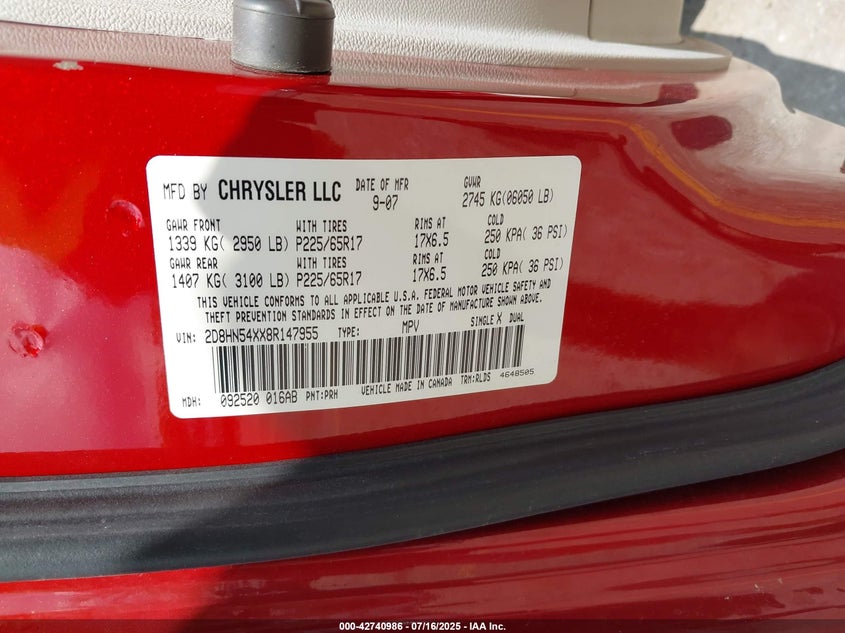 MFD BY CHRYSLER LLC DATE OF MFR 9-07 GVWR 2745 KG(06050 LB)
GAWR FRONT WITH TIRES RIMS AT COLD
1339 KG( 2950 LB) P225/65R17 17X6.5 250 KPA( 36 PSI)
GAWR REAR WITH TIRES RIMS AT COLD
1407 KG( 3100 LB) P225/65R17 17X6.5 250 KPA( 36 PSI)
THIS VEHICLE CONFORMS TO ALL APPLICABLE U.S.A. FEDERAL MOTOR VEHICLE SAFETY AND
THEFT PREVENTION STANDARDS IN EFFECT ON THE DATE OF MANUFACTURE SHOWN ABOVE.
VIN: 2D8HN54XX8R147955 TYPE: MPV SINGLE X DUAL
MDH: 092520 016AB PNT:PRH VEHICLE MADE IN CANADA TRM:RLDS 4648505
000-42740986 - 07/16/2025 - IAA Inc.